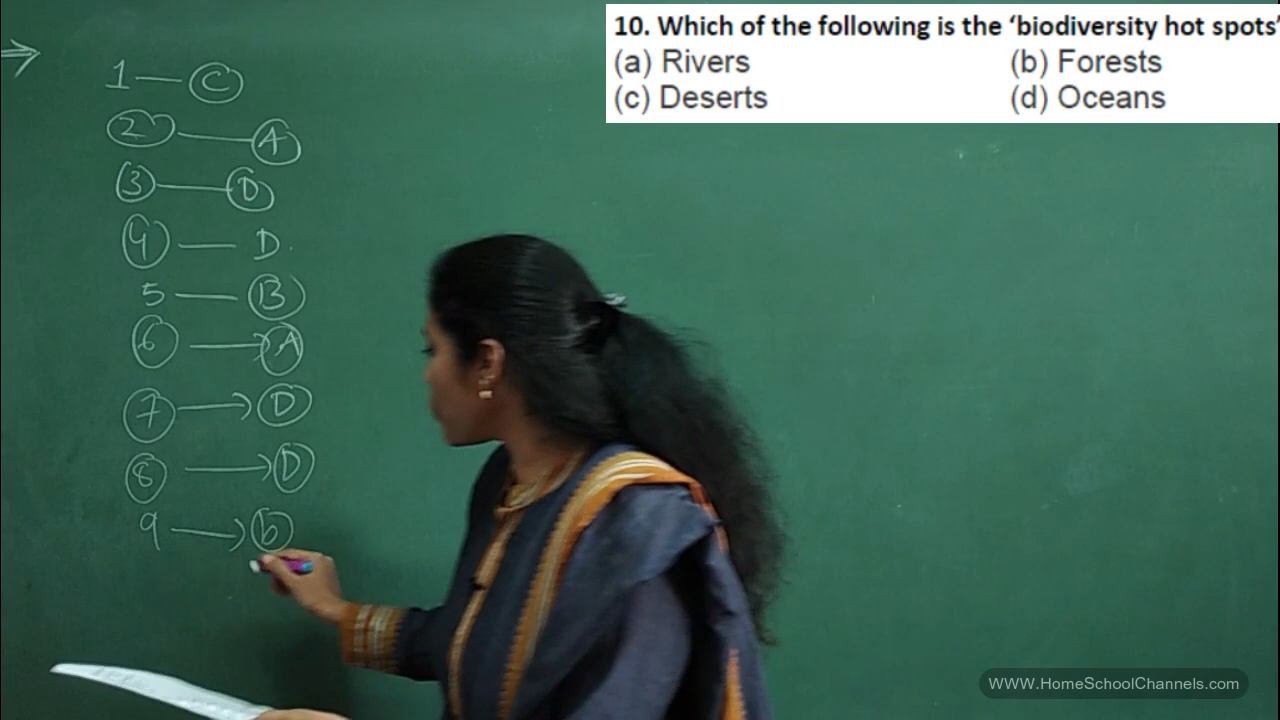 10. Which of the following is the ‘biodiversity hot spots’
(a) Rivers (b) Forests
(c) Deserts (d) Oceans
1 — C
2 — A
3 — D
4 — D.
5 — B
6 → A
7 → D
8 → D
9 → b
WWW.HomeSchoolChannels.com